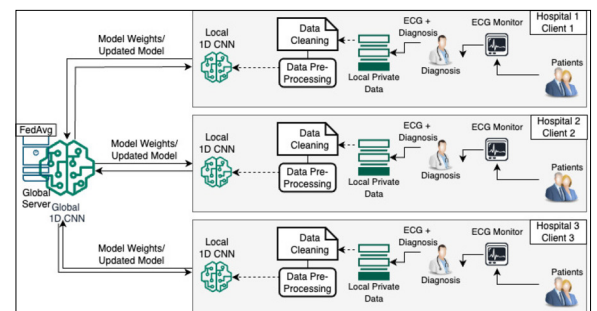 Hospital 1
Client 1
Model Weights/
Updated Model
Local
1D CNN
Data
Cleaning
Data Pre-
Processing
Local Private
Data
ECG +
Diagnosis
Diagnosis
ECG Monitor
Patients
FedAvg
Global
Server
Global
1D CNN
Hospital 2
Client 2
Model Weights/
Updated Model
Local
1D CNN
Data
Cleaning
Data Pre-
Processing
Local Private
Data
ECG +
Diagnosis
Diagnosis
ECG Monitor
Patients
Hospital 3
Client 3
Model Weights/
Updated Model
Local
1D CNN
Data
Cleaning
Data Pre-
Processing
Local Private
Data
ECG +
Diagnosis
Diagnosis
ECG Monitor
Patients